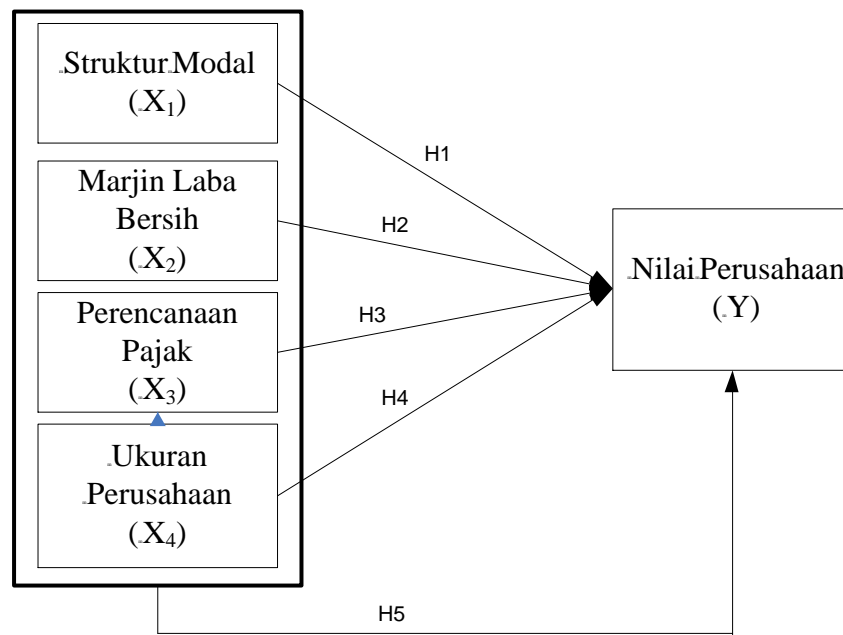 Struktur Modal
(X₁)
H1
Marjin Laba
Bersih
(X₂)
H2
Nilai Perusahaan
(Y)
Perencanaan
Pajak
(X₃)
H3
H4
Ukuran
Perusahaan
(X₄)
H5